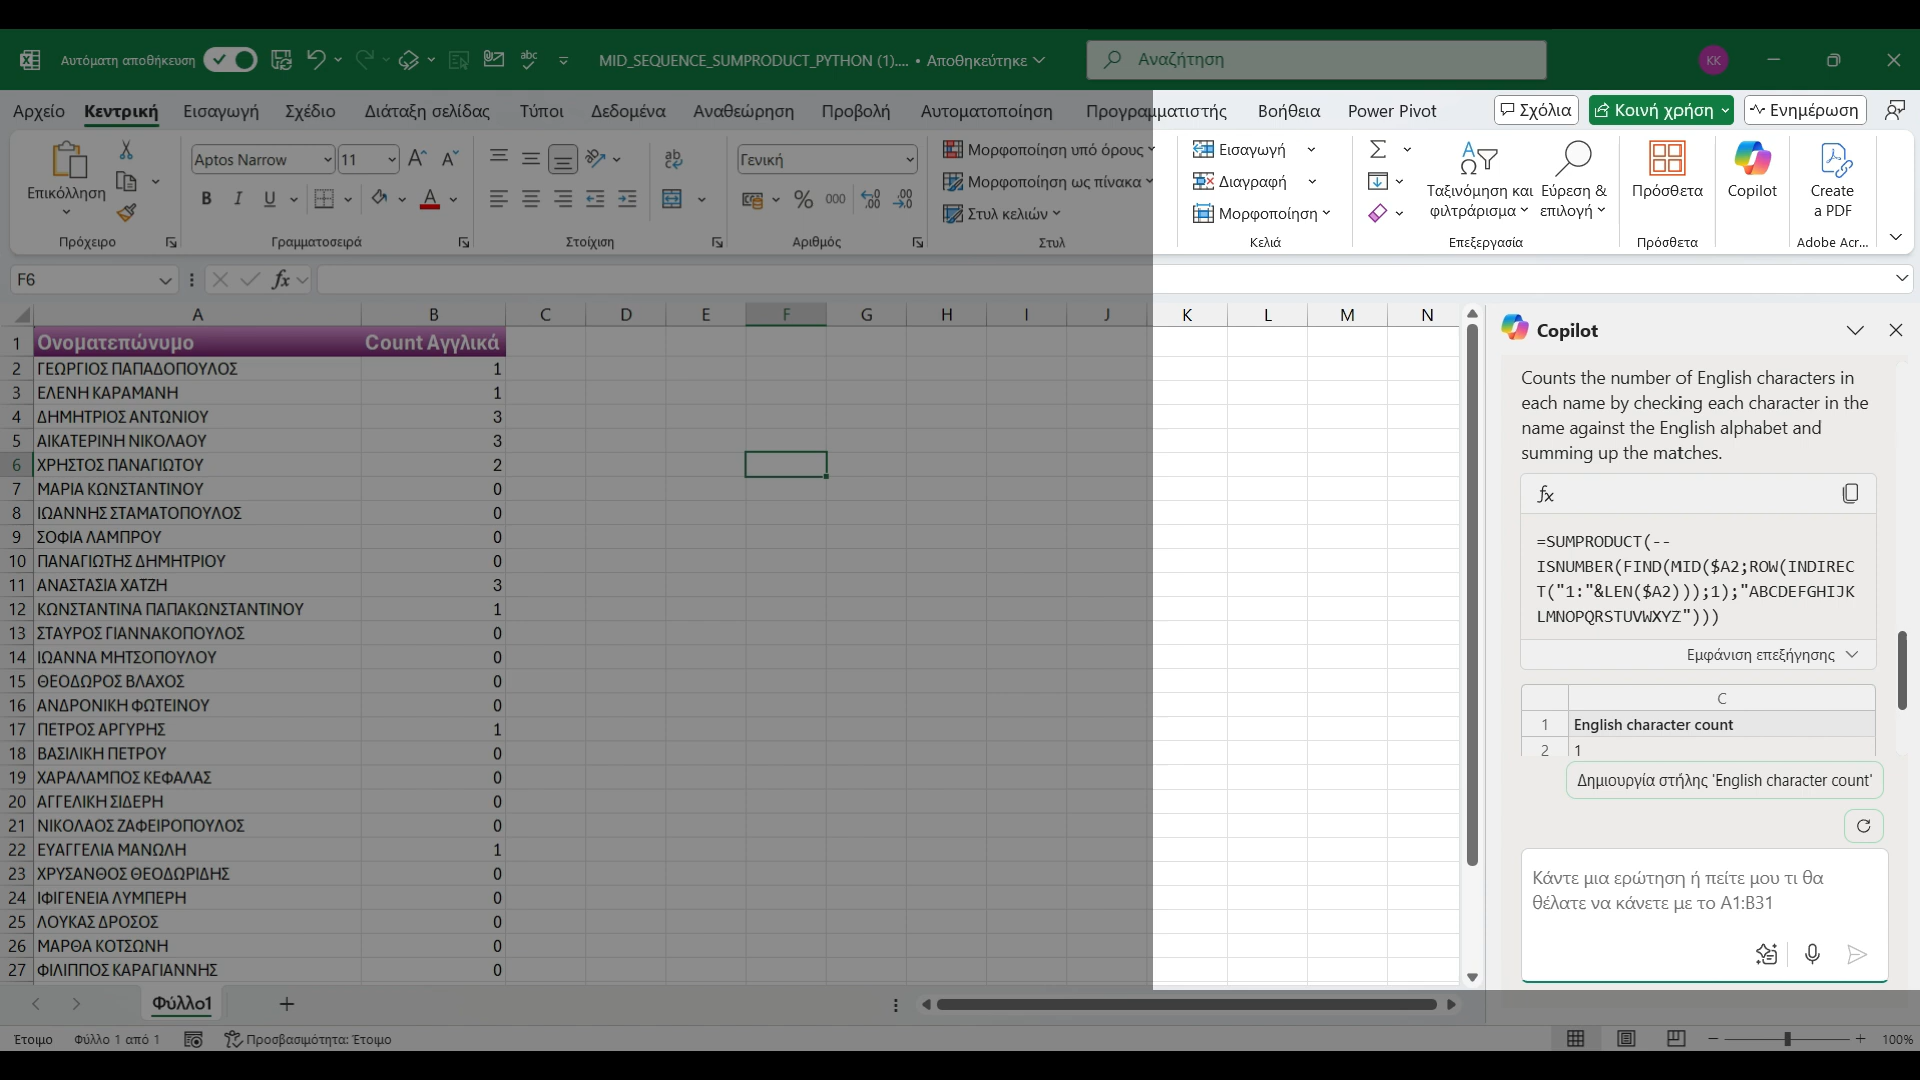 Αυτόματη αποθήκευση MID_SEQUENCE_SUMPRODUCT_PYTHON (1).... • Αποθηκεύτηκε Αναζήτηση KK
Αρχείο Κεντρική Εισαγωγή Σχέδιο Διάταξη σελίδας Τύποι Δεδομένα Αναθεώρηση Προβολή Αυτοματοποίηση Προγραμματιστής Βοήθεια Power Pivot Σχόλια Κοινή χρήση Ενημέρωση
Επικόλληση
Aptos Narrow 11
B I U A
Γενική
% 000
Μορφοποίηση υπό όρους
Μορφοποίηση ως πίνακα
Στυλ κελιών
Εισαγωγή
Διαγραφή
Μορφοποίηση
Ταξινόμηση και φιλτράρισμα
Εύρεση & επιλογή
Πρόσθετα
Copilot
Create a PDF
Πρόχειρο Γραμματοσειρά Στοίχιση Αριθμός Στυλ Κελιά Επεξεργασία Πρόσθετα Adobe Acr...
F6 fx
A B C D E F G H I J K L M N
1 Ονοματεπώνυμο Count Αγγλικά
2 ΓΕΩΡΓΙΟΣ ΠΑΠΑΔΟΠΟΥΛΟΣ 1
3 ΕΛΕΝΗ ΚΑΡΑΜΑΝΗ 1
4 ΔΗΜΗΤΡΙΟΣ ΑΝΤΩΝΙΟΥ 3
5 ΑΙΚΑΤΕΡΙΝΗ ΝΙΚΟΛΑΟΥ 3
6 ΧΡΗΣΤΟΣ ΠΑΝΑΓΙΩΤΟΥ 2
7 ΜΑΡΙΑ ΚΩΝΣΤΑΝΤΙΝΟΥ 0
8 ΙΩΑΝΝΗΣ ΣΤΑΜΑΤΟΠΟΥΛΟΣ 0
9 ΣΟΦΙΑ ΛΑΜΠΡΟΥ 0
10 ΠΑΝΑΓΙΩΤΗΣ ΔΗΜΗΤΡΙΟΥ 0
11 ΑΝΑΣΤΑΣΙΑ ΧΑΤΖΗ 3
12 ΚΩΝΣΤΑΝΤΙΝΑ ΠΑΠΑΚΩΝΣΤΑΝΤΙΝΟΥ 1
13 ΣΤΑΥΡΟΣ ΓΙΑΝΝΑΚΟΠΟΥΛΟΣ 0
14 ΙΩΑΝΝΑ ΜΗΤΣΟΠΟΥΛΟΥ 0
15 ΘΕΟΔΩΡΟΣ ΒΛΑΧΟΣ 0
16 ΑΝΔΡΟΝΙΚΗ ΦΩΤΕΙΝΟΥ 0
17 ΠΕΤΡΟΣ ΑΡΓΥΡΗΣ 1
18 ΒΑΣΙΛΙΚΗ ΠΕΤΡΟΥ 0
19 ΧΑΡΑΛΑΜΠΟΣ ΚΕΦΑΛΑΣ 0
20 ΑΓΓΕΛΙΚΗ ΣΙΔΕΡΗ 0
21 ΝΙΚΟΛΑΟΣ ΖΑΦΕΙΡΟΠΟΥΛΟΣ 0
22 ΕΥΑΓΓΕΛΙΑ ΜΑΝΩΛΗ 1
23 ΧΡΥΣΑΝΘΟΣ ΘΕΟΔΩΡΙΔΗΣ 0
24 ΙΦΙΓΕΝΕΙΑ ΛΥΜΠΕΡΗ 0
25 ΛΟΥΚΑΣ ΔΡΟΣΟΣ 0
26 ΜΑΡΘΑ ΚΟΤΣΩΝΗ 0
27 ΦΙΛΙΠΠΟΣ ΚΑΡΑΓΙΑΝΝΗΣ 0
Copilot
Counts the number of English characters in
each name by checking each character in the
name against the English alphabet and
summing up the matches.
fx
=SUMPRODUCT(--
ISNUMBER(FIND(MID($A2;ROW(INDIREC
T("1:"&LEN($A2)));1);"ABCDEFGHIJK
LMNOPQRSTUVWXYZ")))
Εμφάνιση επεξήγησης
C
1 English character count
2 1
Δημιουργία στήλης 'English character count'
Κάντε μια ερώτηση ή πείτε μου τι θα
θέλατε να κάνετε με το A1:B31
Φύλλο1
Έτοιμο Φύλλο 1 από 1 Προσβασιμότητα: Έτοιμο 100%